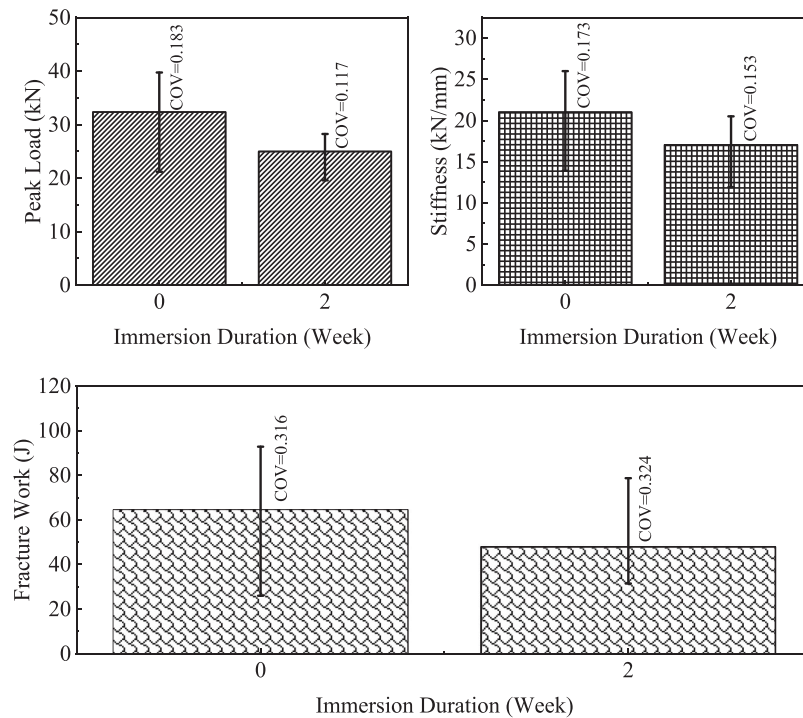 50
40
30
20
10
0
Peak Load (kN)
COV=0.183
COV=0.117
0
2
Immersion Duration (Week)
30
25
20
15
10
5
0
Stiffness (kN/mm)
COV=0.173
COV=0.153
0
2
Immersion Duration (Week)
120
100
80
60
40
20
0
Fracture Work (J)
COV=0.316
COV=0.324
0
2
Immersion Duration (Week)